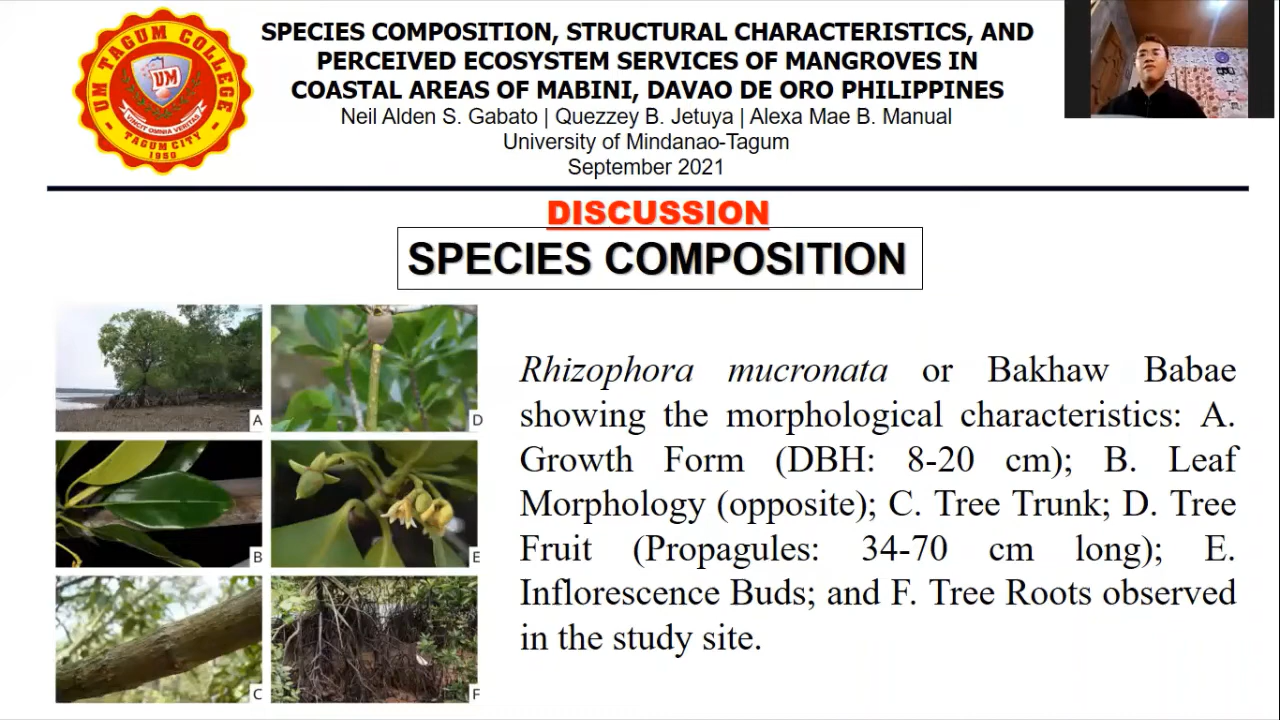 SPECIES COMPOSITION, STRUCTURAL CHARACTERISTICS, AND
PERCEIVED ECOSYSTEM SERVICES OF MANGROVES IN
COASTAL AREAS OF MABINI, DAVAO DE ORO PHILIPPINES
Neil Alden S. Gabato | Quezzey B. Jetuya | Alexa Mae B. Manual
University of Mindanao-Tagum
September 2021
UM TAGUM COLLEGE
UM
VINCIT OMNIA VERITAS
TAGUM CITY
1950
DISCUSSION
SPECIES COMPOSITION
A
D
B
E
C
F
Rhizophora mucronata or Bakhaw Babae
showing the morphological characteristics: A.
Growth Form (DBH: 8-20 cm); B. Leaf
Morphology (opposite); C. Tree Trunk; D. Tree
Fruit (Propagules: 34-70 cm long); E.
Inflorescence Buds; and F. Tree Roots observed
in the study site.